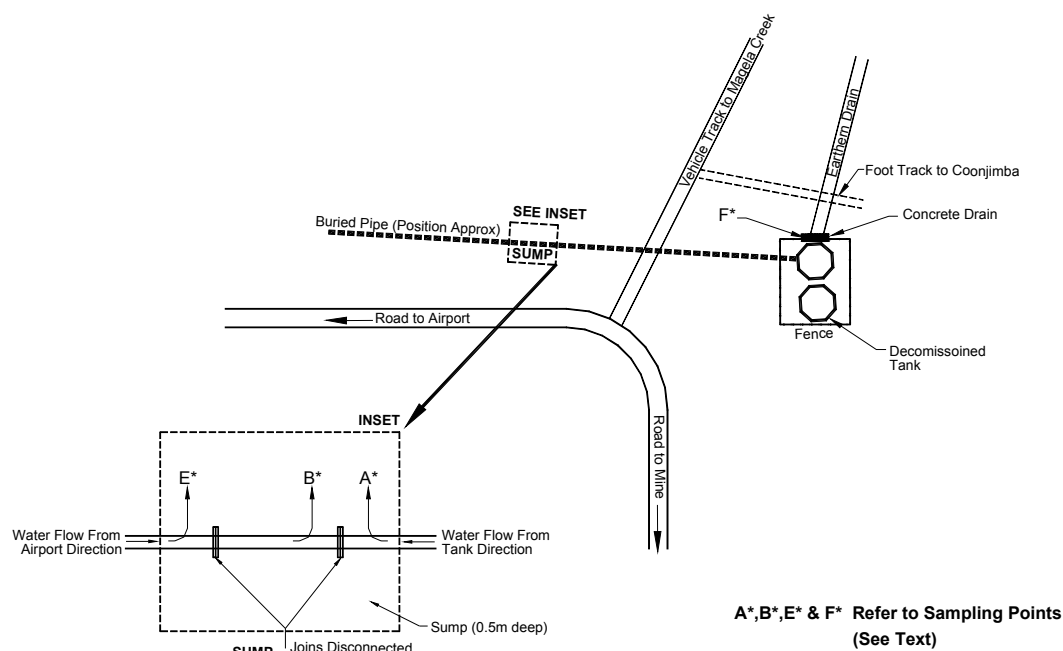 Vehicle Track to Magela Creek
Earthern Drain
Foot Track to Coonjimba
SEE INSET
F*
Concrete Drain
Buried Pipe (Position Approx)
SUMP
Road to Airport
Fence
Decomissoined
Tank
INSET
Road to Mine
E*
B*
A*
Water Flow From
Airport Direction
Water Flow From
Tank Direction
Sump (0.5m deep)
A*,B*,E* & F* Refer to Sampling Points
(See Text)
SUMP
Joins Disconnected